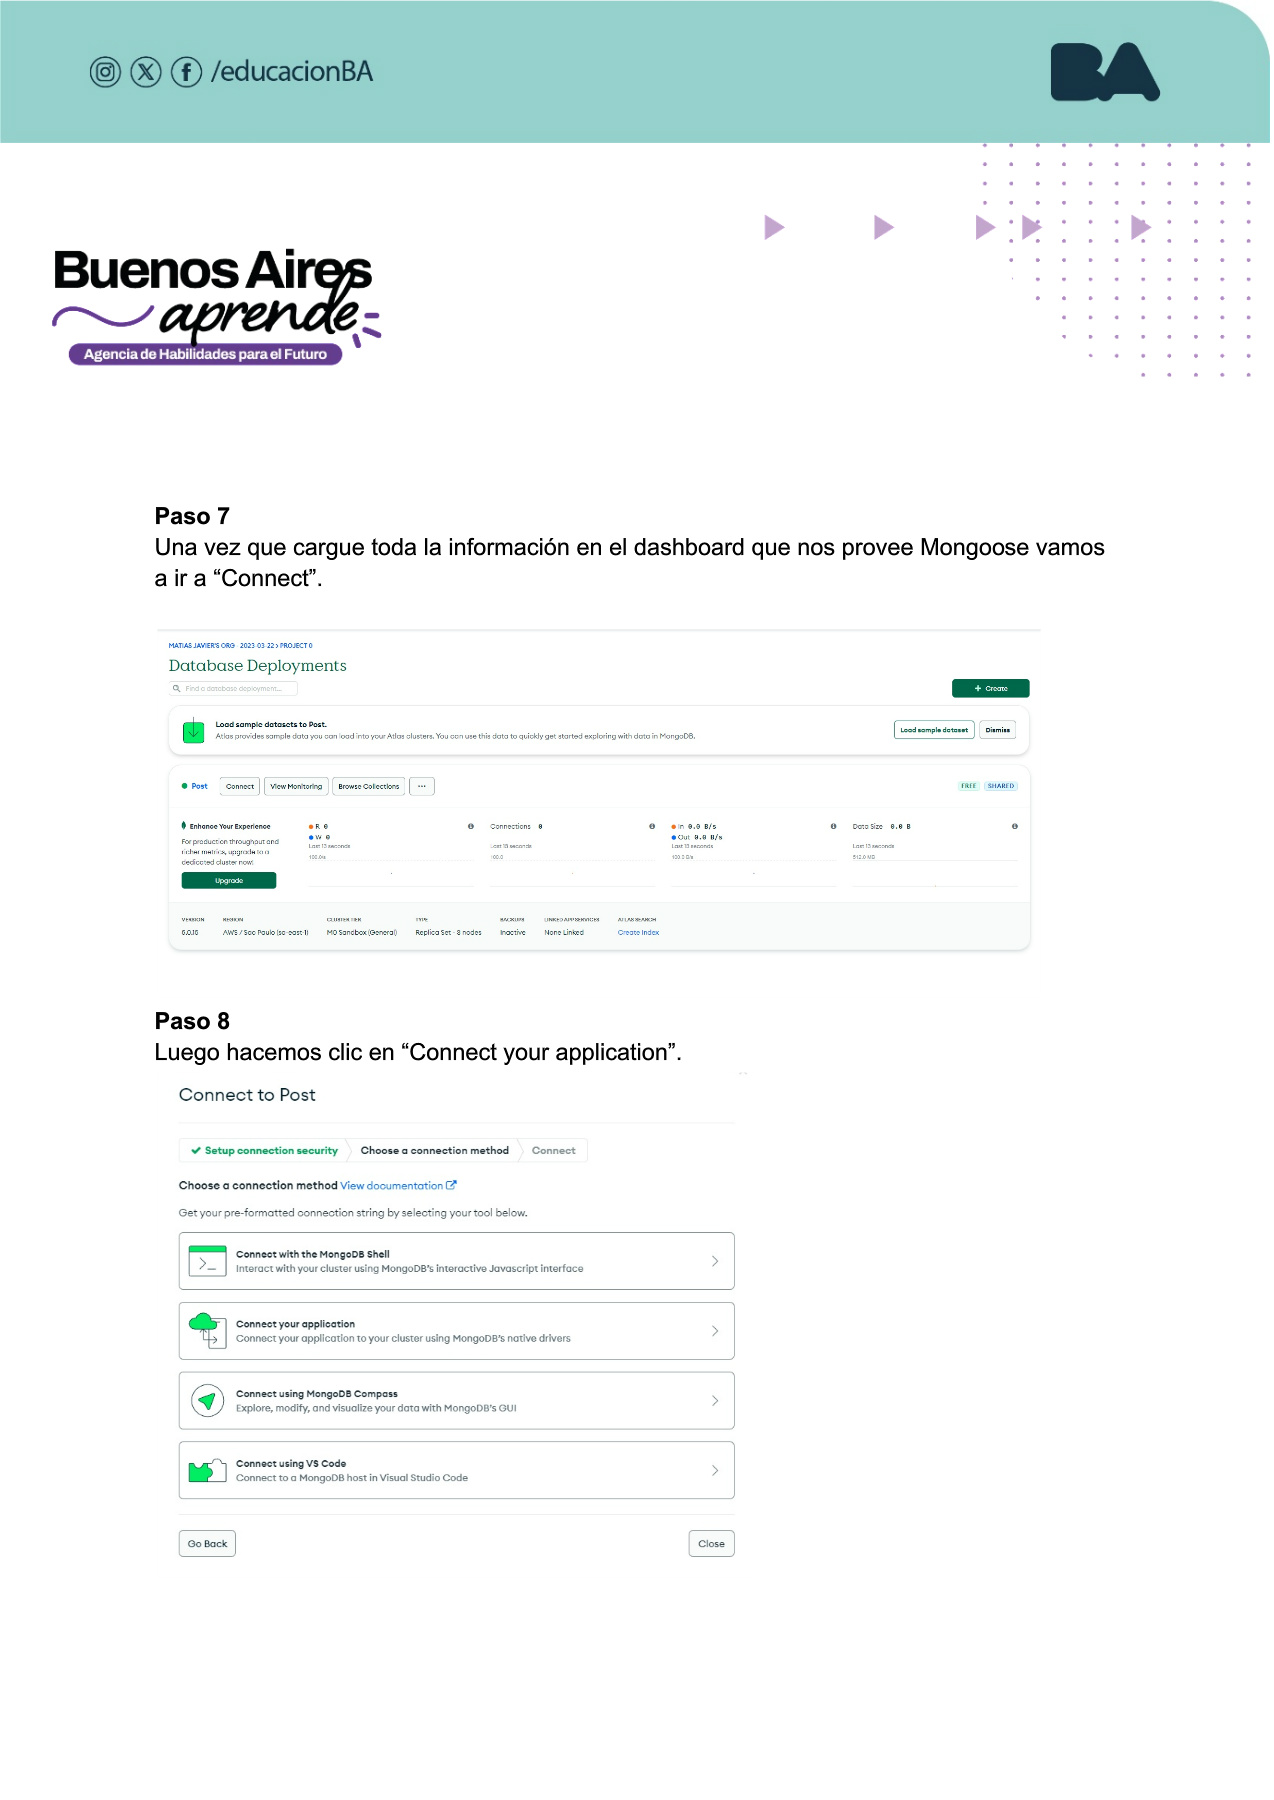 /educacionBA
BA
Buenos Aires
aprende
Agencia de Habilidades para el Futuro
Paso 7
Una vez que cargue toda la información en el dashboard que nos provee Mongoose vamos
a ir a “Connect”.
MATIAS JAVIER'S ORG - 2023-03-22 > PROJECT 0
Database Deployments
Find a database deployment...
+ Create
Load sample datasets to Post.
Atlas provides sample data you can load into your Atlas clusters. You can use this data to quickly get started exploring with data in MongoDB.
Load sample dataset Dismiss
Post Connect View Monitoring Browse Collections ... FREE SHARED
Enhance Your Experience
For production throughput and
richer metrics, upgrade to a
dedicated cluster now!
Upgrade
R 0
W 0
Last 13 seconds
100.0/s
Connections 0
Last 13 seconds
100.0
In 0.0 B/s
Out 0.0 B/s
Last 13 seconds
100.0 B/s
Data Size 0.0 B
Last 13 seconds
512.0 MB
VERSION REGION CLUSTER TIER TYPE BACKUPS LINKED APP SERVICES ATLAS SEARCH
5.0.15 AWS / Sao Paulo (sa-east-1) M0 Sandbox (General) Replica Set - 3 nodes Inactive None Linked Create Index
Paso 8
Luego hacemos clic en “Connect your application”.
Connect to Post
Setup connection security Choose a connection method Connect
Choose a connection method View documentation
Get your pre-formatted connection string by selecting your tool below.
Connect with the MongoDB Shell
Interact with your cluster using MongoDB's interactive Javascript interface
Connect your application
Connect your application to your cluster using MongoDB's native drivers
Connect using MongoDB Compass
Explore, modify, and visualize your data with MongoDB's GUI
Connect using VS Code
Connect to a MongoDB host in Visual Studio Code
Go Back Close